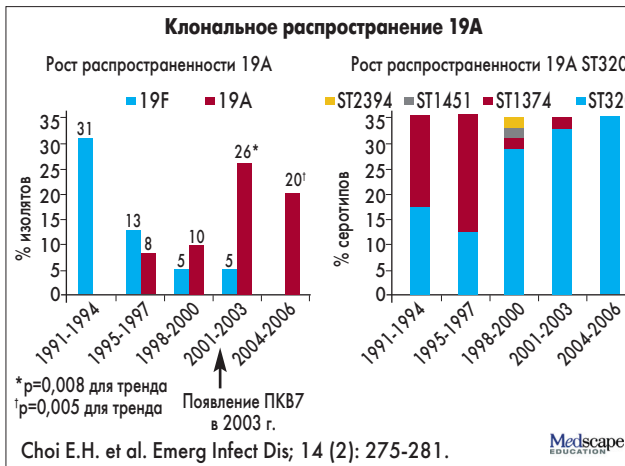 Клональное распространение 19А
Рост распространенности 19А
19F 19А
% изолятов
35
30
25
20
15
10
5
0
31
13
8
5
10
5
26*
20†
1991-1994
1995-1997
1998-2000
2001-2003
2004-2006
*p=0,008 для тренда
†p=0,005 для тренда
Появление ПКВ7
в 2003 г.
Рост распространенности 19А ST320
ST2394 ST1451 ST1374 ST32
% серотипов
35
30
25
20
15
10
5
0
1991-1994
1995-1997
1998-2000
2001-2003
2004-2006
Choi E.H. et al. Emerg Infect Dis; 14 (2): 275-281.
Medscape
EDUCATION